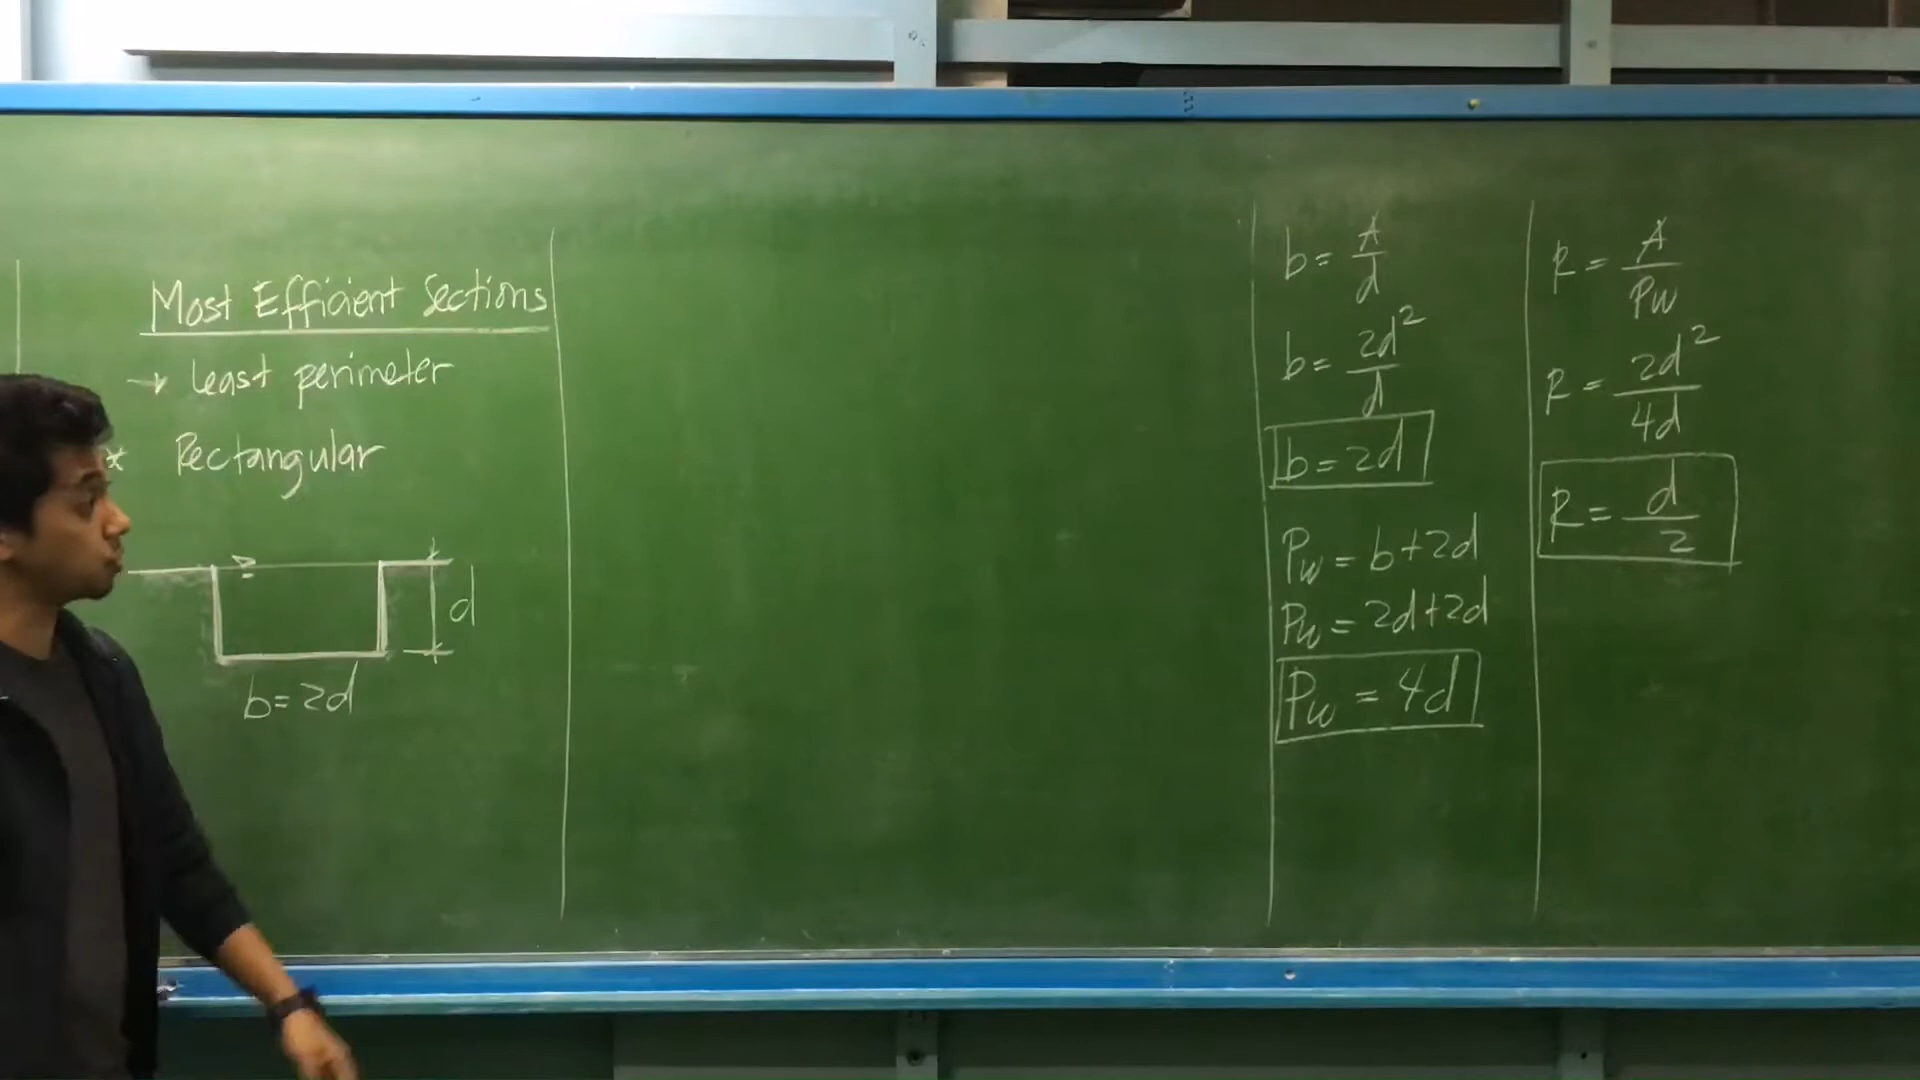 Most Efficient Sections
→ least perimeter
* Rectangular
d
b=2d
b = A/d
b = 2d²/d
b = 2d
Pw = b+2d
Pw = 2d+2d
Pw = 4d
R = A/Pw
R = 2d²/4d
R = d/2